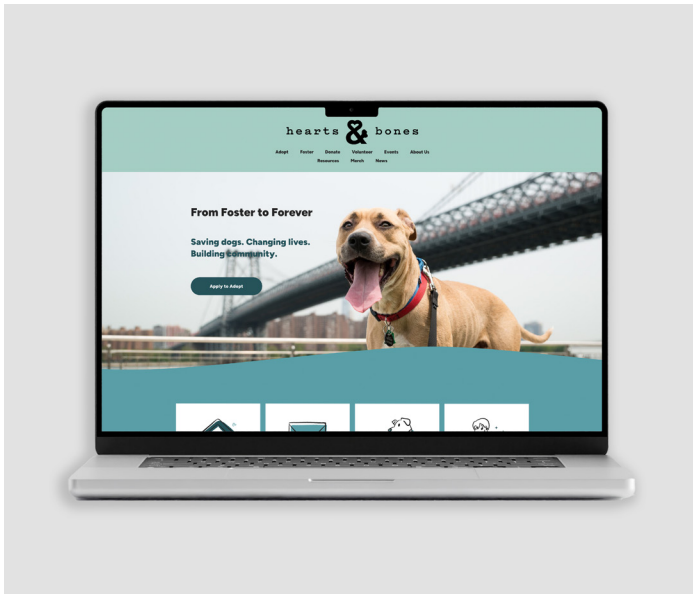 hearts & bones
Adopt Foster Donate Volunteer Events About Us
Resources Merch News
From Foster to Forever
Saving dogs. Changing lives.
Building community.
Apply to Adopt